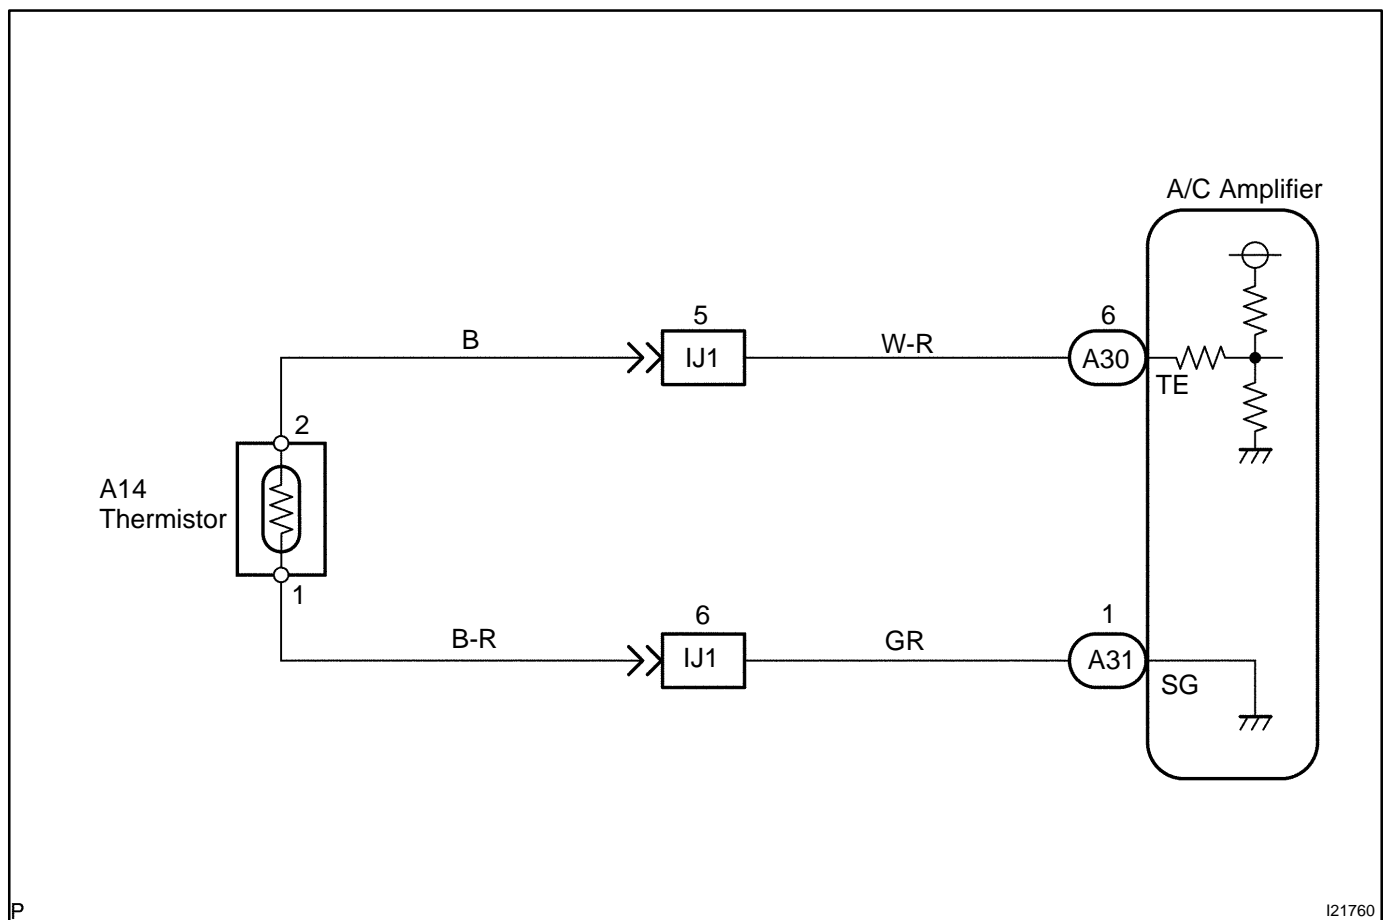 A/C Amplifier
5
6
B
IJ1
W-R
A30
TE
2
A14
Thermistor
1
6
1
B-R
IJ1
GR
A31
SG
P
I21760